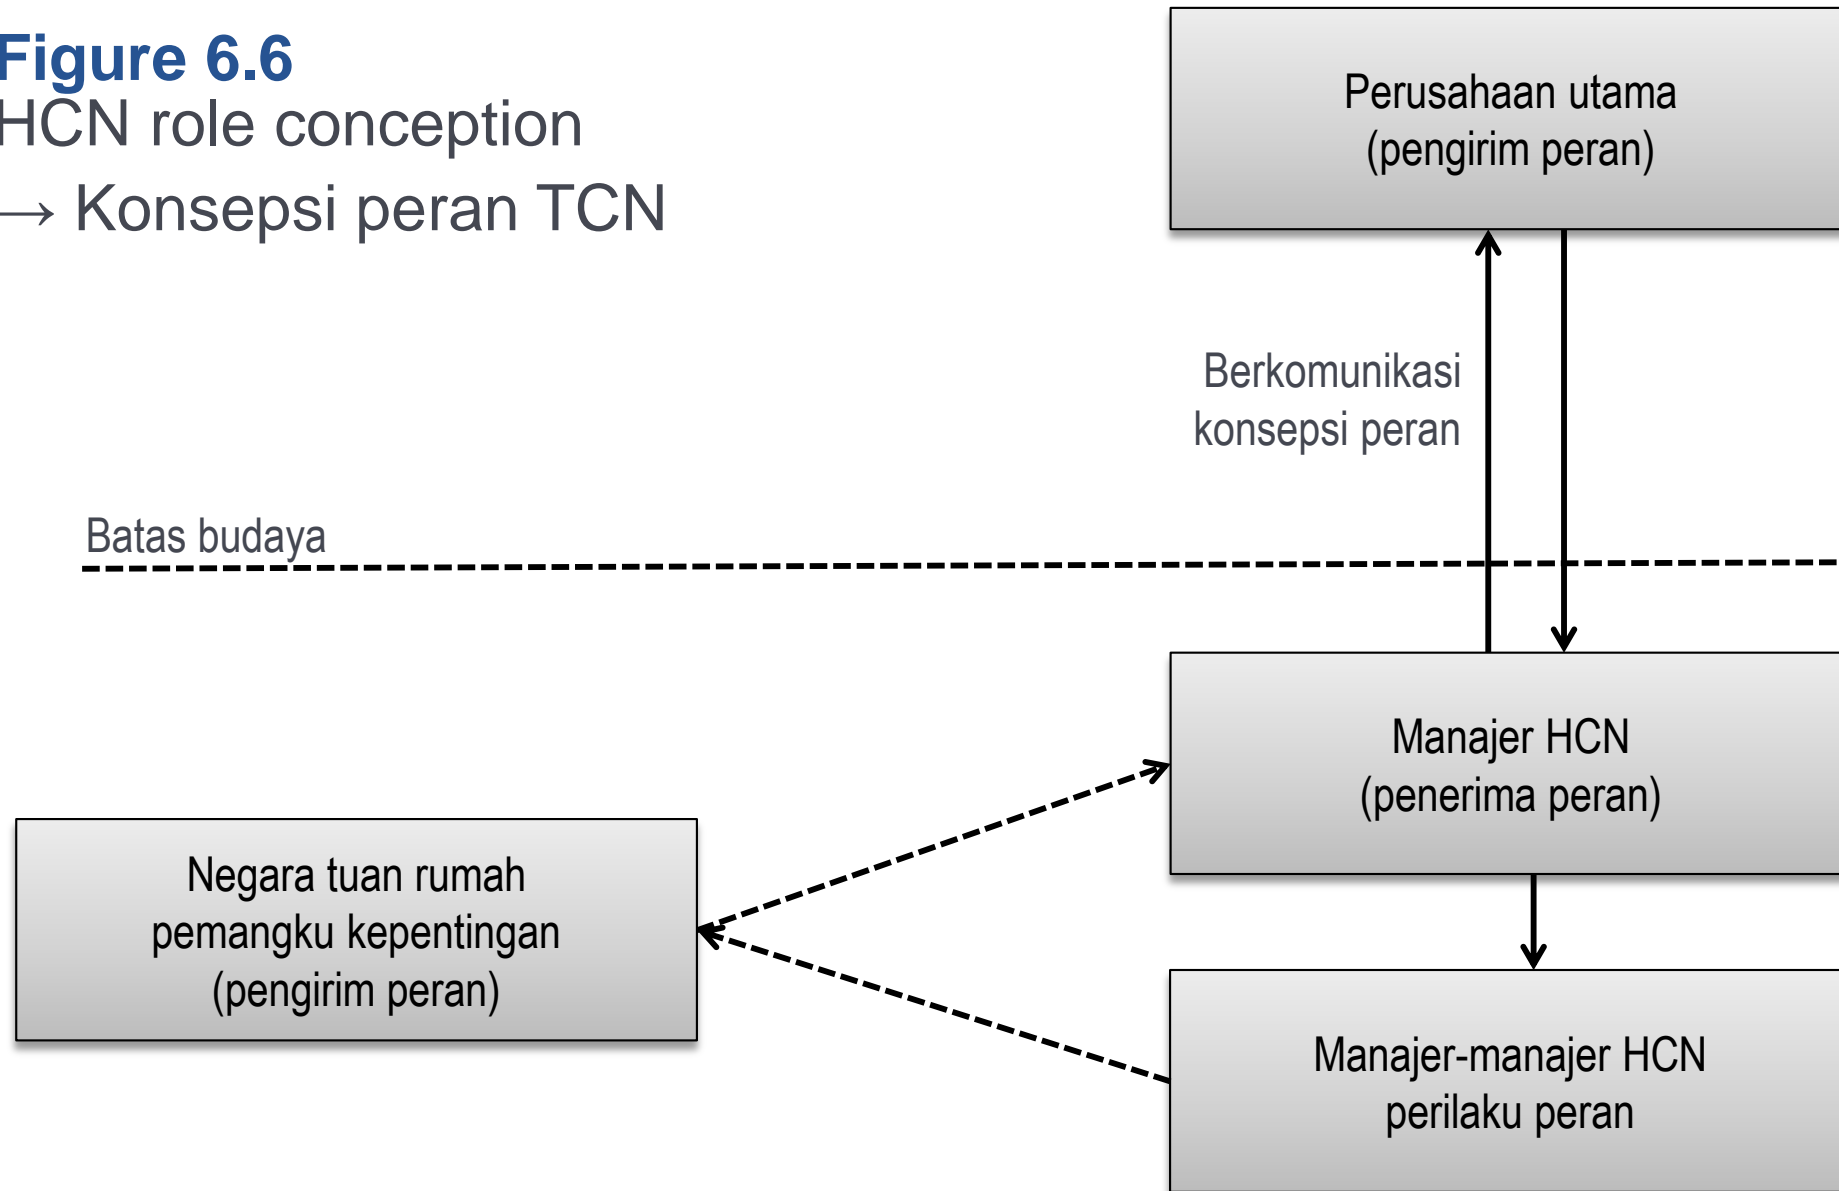 Figure 6.6
HCN role conception
→ Konsepsi peran TCN
Perusahaan utama
(pengirim peran)
Berkomunikasi
konsepsi peran
Batas budaya
Manajer HCN
(penerima peran)
Negara tuan rumah
pemangku kepentingan
(pengirim peran)
Manajer-manajer HCN
perilaku peran